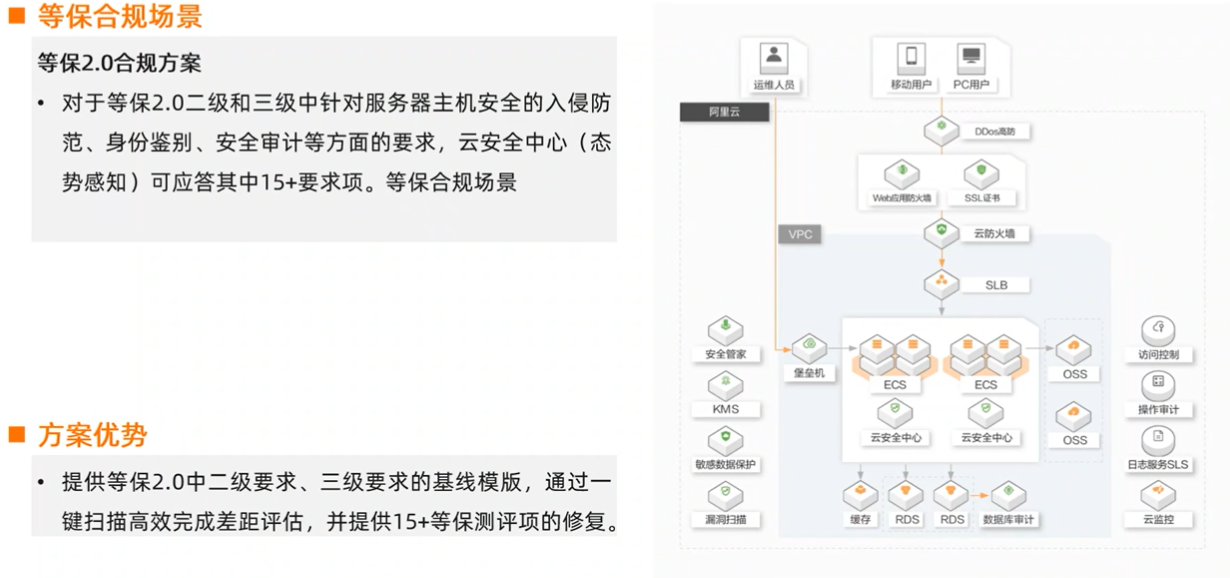 等保合规场景
等保2.0合规方案
• 对于等保2.0二级和三级中针对服务器主机安全的入侵防
范、身份鉴别、安全审计等方面的要求，云安全中心（态
势感知）可应答其中15+要求项。等保合规场景
方案优势
• 提供等保2.0中二级要求、三级要求的基线模版，通过一
键扫描高效完成差距评估，并提供15+等保测评项的修复。
运维人员
移动用户 PC用户
阿里云
DDos高防
Web应用防火墙 SSL证书
VPC
云防火墙
SLB
安全管家
堡垒机
ECS ECS
OSS
访问控制
KMS
云安全中心 云安全中心
OSS
操作审计
敏感数据保护
日志服务SLS
漏洞扫描
缓存 RDS RDS 数据库审计
云监控